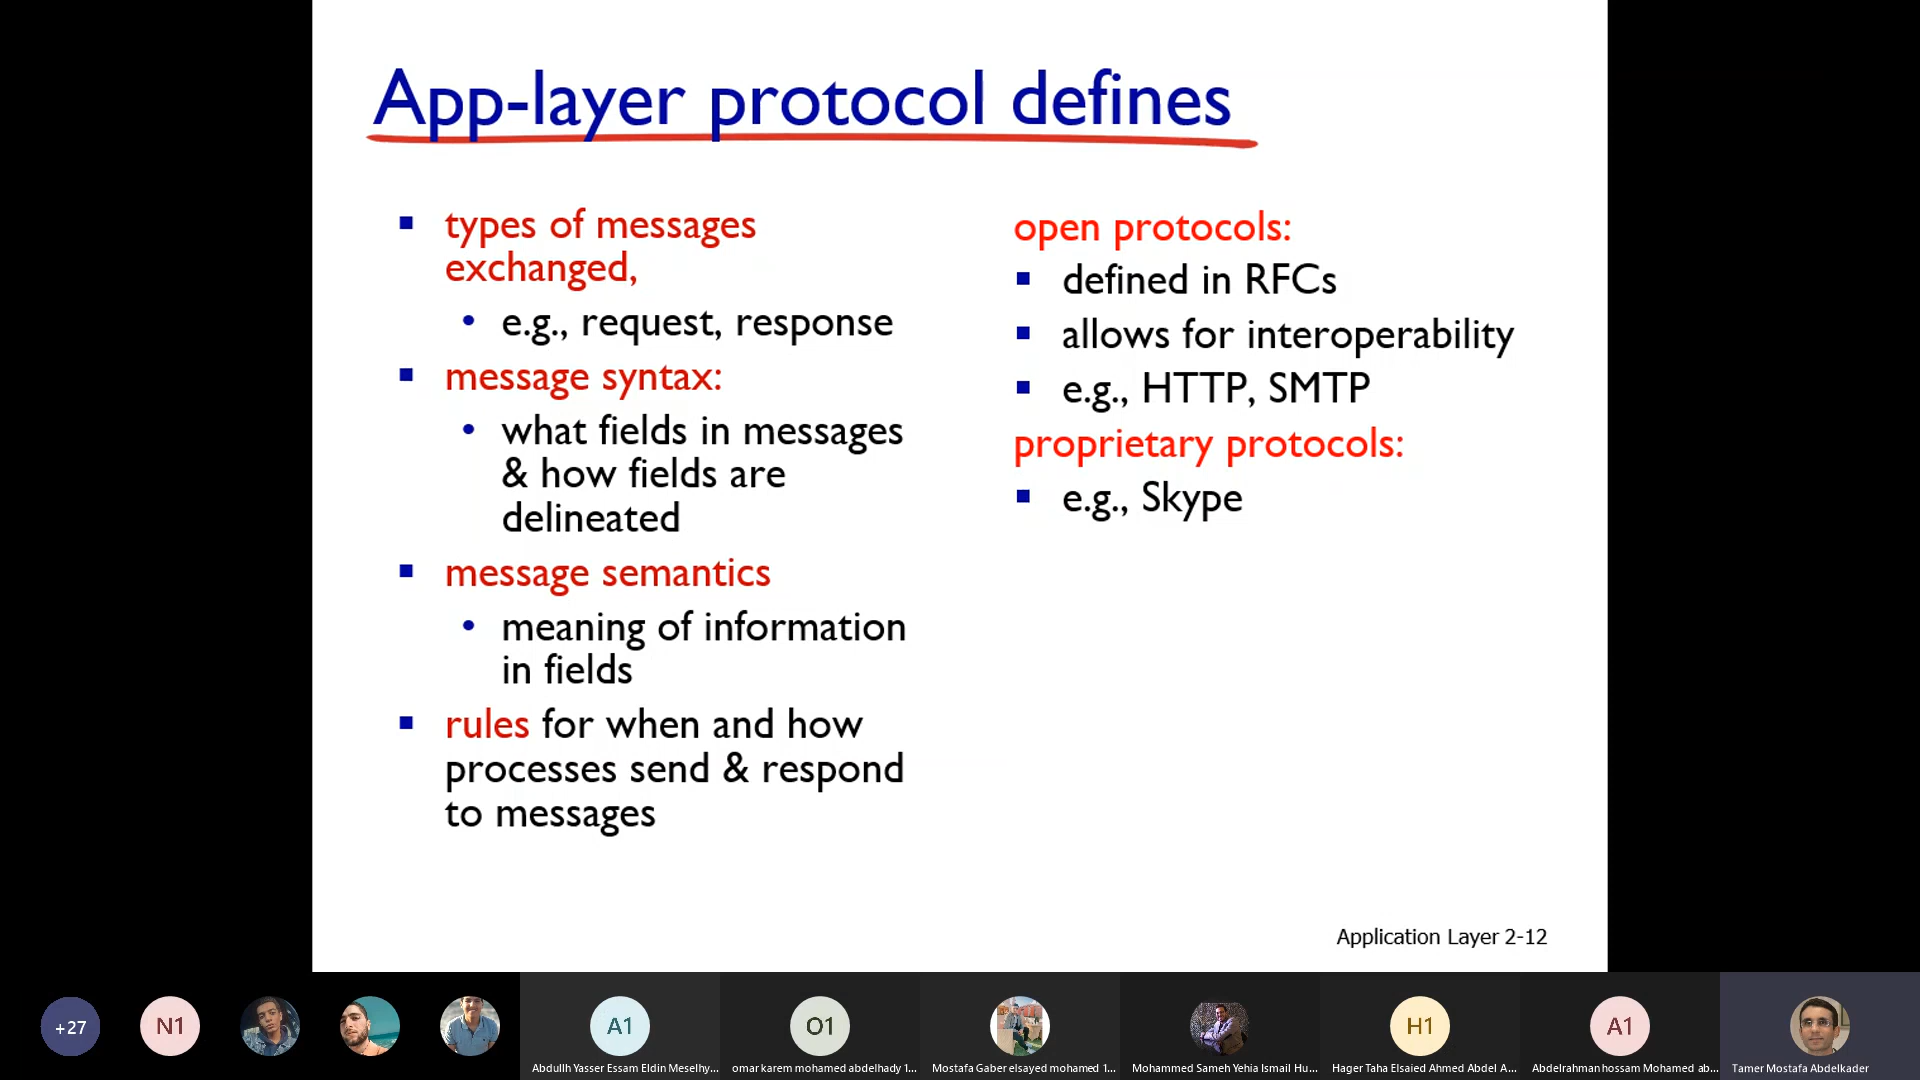 App-layer protocol defines
types of messages
exchanged,
e.g., request, response
message syntax:
what fields in messages
& how fields are
delineated
message semantics
meaning of information
in fields
rules for when and how
processes send & respond
to messages
open protocols:
defined in RFCs
allows for interoperability
e.g., HTTP, SMTP
proprietary protocols:
e.g., Skype
Application Layer 2-12
+27
N1
A1
O1
H1
A1
Abdullh Yasser Essam Eldin Meselhy...
omar karem mohamed abdelhady 1...
Mostafa Gaber elsayed mohamed 1...
Mohammed Sameh Yehia Ismail Hu...
Hager Taha Elsaied Ahmed Abdel A...
Abdelrahman hossam Mohamed ab...
Tamer Mostafa Abdelkader